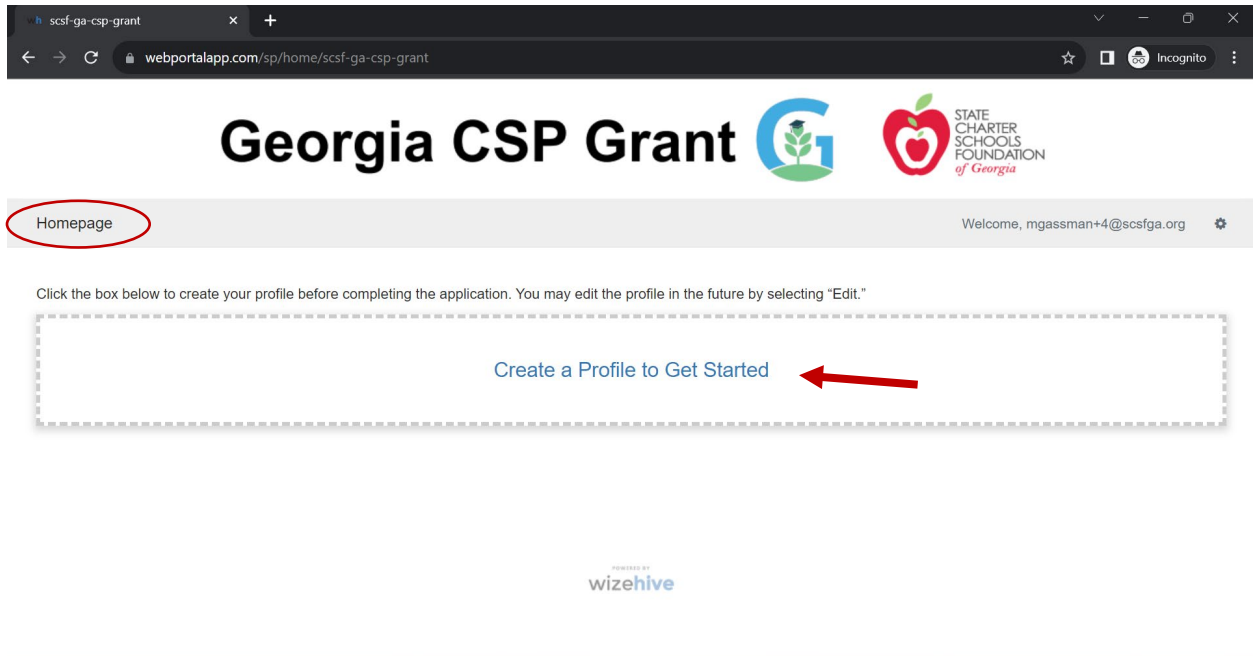 wh scsf-ga-csp-grant
webportalapp.com/sp/home/scsf-ga-csp-grant
Incognito
Georgia CSP Grant
G
STATE
CHARTER
SCHOOLS
FOUNDATION
of Georgia
Homepage
Welcome, mgassman+4@scsfga.org
Click the box below to create your profile before completing the application. You may edit the profile in the future by selecting “Edit.”
Create a Profile to Get Started
POWERED BY
wizehive